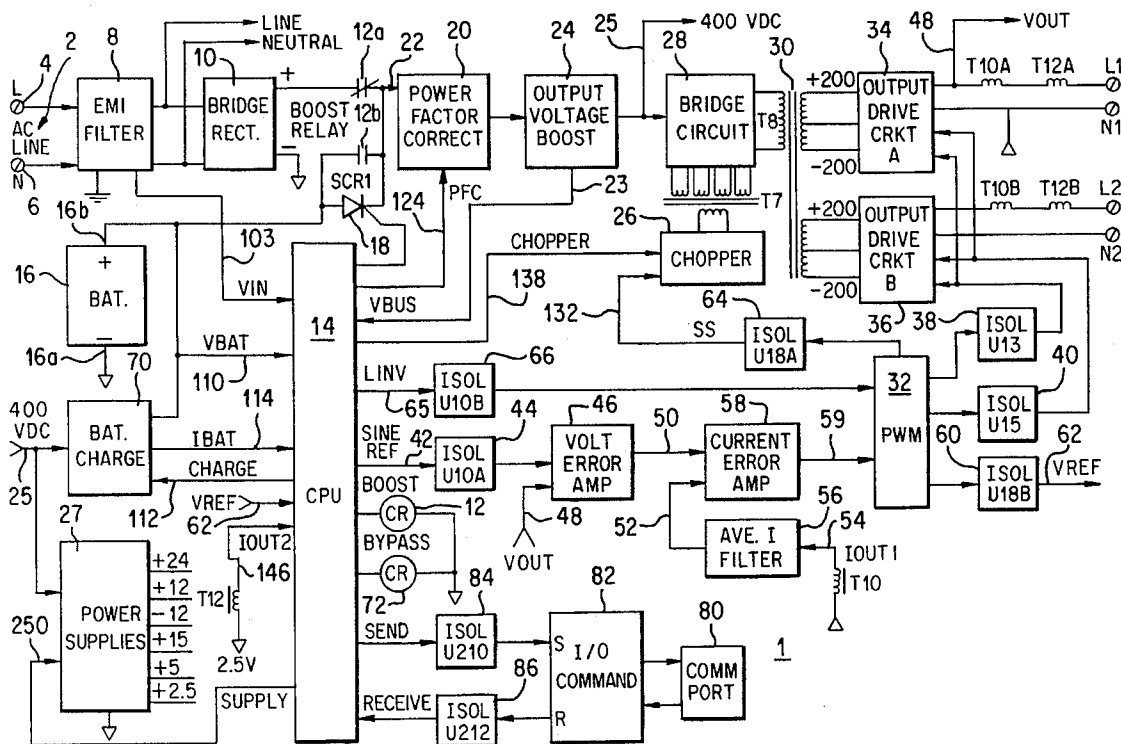 LINE
NEUTRAL
2
8
4
L
AC
LINE
N
6
EMI
FILTER
10
BRIDGE
RECT.
+
−
12a
22
BOOST
RELAY
12b
SCR1
18
20
POWER
FACTOR
CORRECT
PFC
124
24
OUTPUT
VOLTAGE
BOOST
23
25
400 VDC
28
BRIDGE
CIRCUIT
T8
T7
30
+200
−200
+200
−200
34
OUTPUT
DRIVE
CRKT
A
OUTPUT
DRIVE
CRKT
B
36
48
VOUT
T10A
T12A
L1
N1
T10B
T12B
L2
N2
16b
16
+
BAT.
−
16a
103
VIN
14
CPU
VBUS
CHOPPER
138
26
CHOPPER
132
SS
64
ISOL
U18A
38
ISOL
U13
VBAT
110
70
400
VDC
25
BAT.
CHARGE
IBAT
114
CHARGE
112
VREF
62
LINV
65
66
ISOL
U10B
32
PWM
40
ISOL
U15
60
ISOL
U18B
62
VREF
SINE
REF
42
44
ISOL
U10A
46
VOLT
ERROR
AMP
50
58
CURRENT
ERROR
AMP
59
48
VOUT
52
AVE. I
FILTER
56
54
IOUT1
T10
BOOST
CR
12
BYPASS
CR
72
IOUT2
146
T12
2.5V
27
POWER
SUPPLIES
+24
+12
−12
+15
+5
+2.5
250
SUPPLY
SEND
84
ISOL
U210
RECEIVE
86
ISOL
U212
82
S
I/O
COMMAND
R
80
COMM
PORT
1